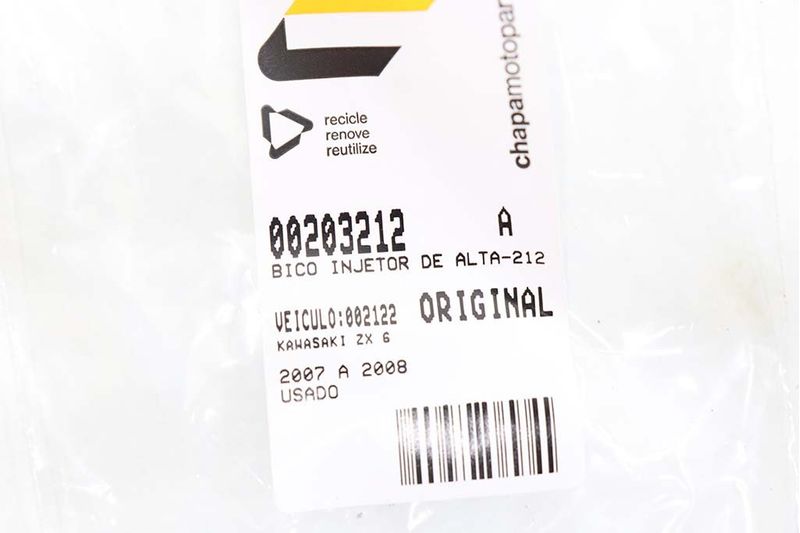 chapamotopar
recicle
renove
reutilize
00203212 A
BICO INJETOR DE ALTA-212
VEICULO:002122 ORIGINAL
KAWASAKI ZX 6
2007 A 2008
USADO